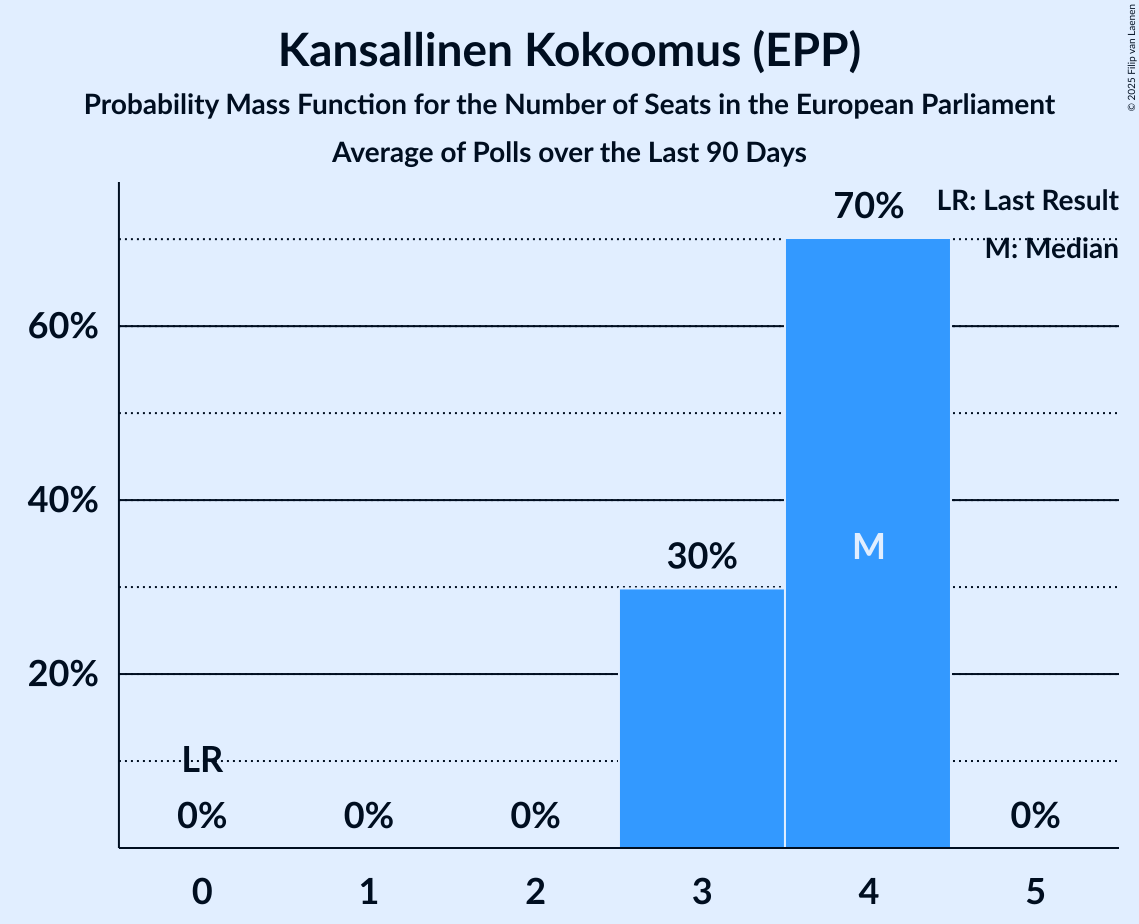 Kansallinen Kokoomus (EPP)
Probability Mass Function for the Number of Seats in the European Parliament
Average of Polls over the Last 90 Days
© 2025 Filip van Laenen
LR: Last Result
M: Median
70%
60%
40%
30%
M
20%
LR
0%
0%
0%
0%
0 1 2 3 4 5